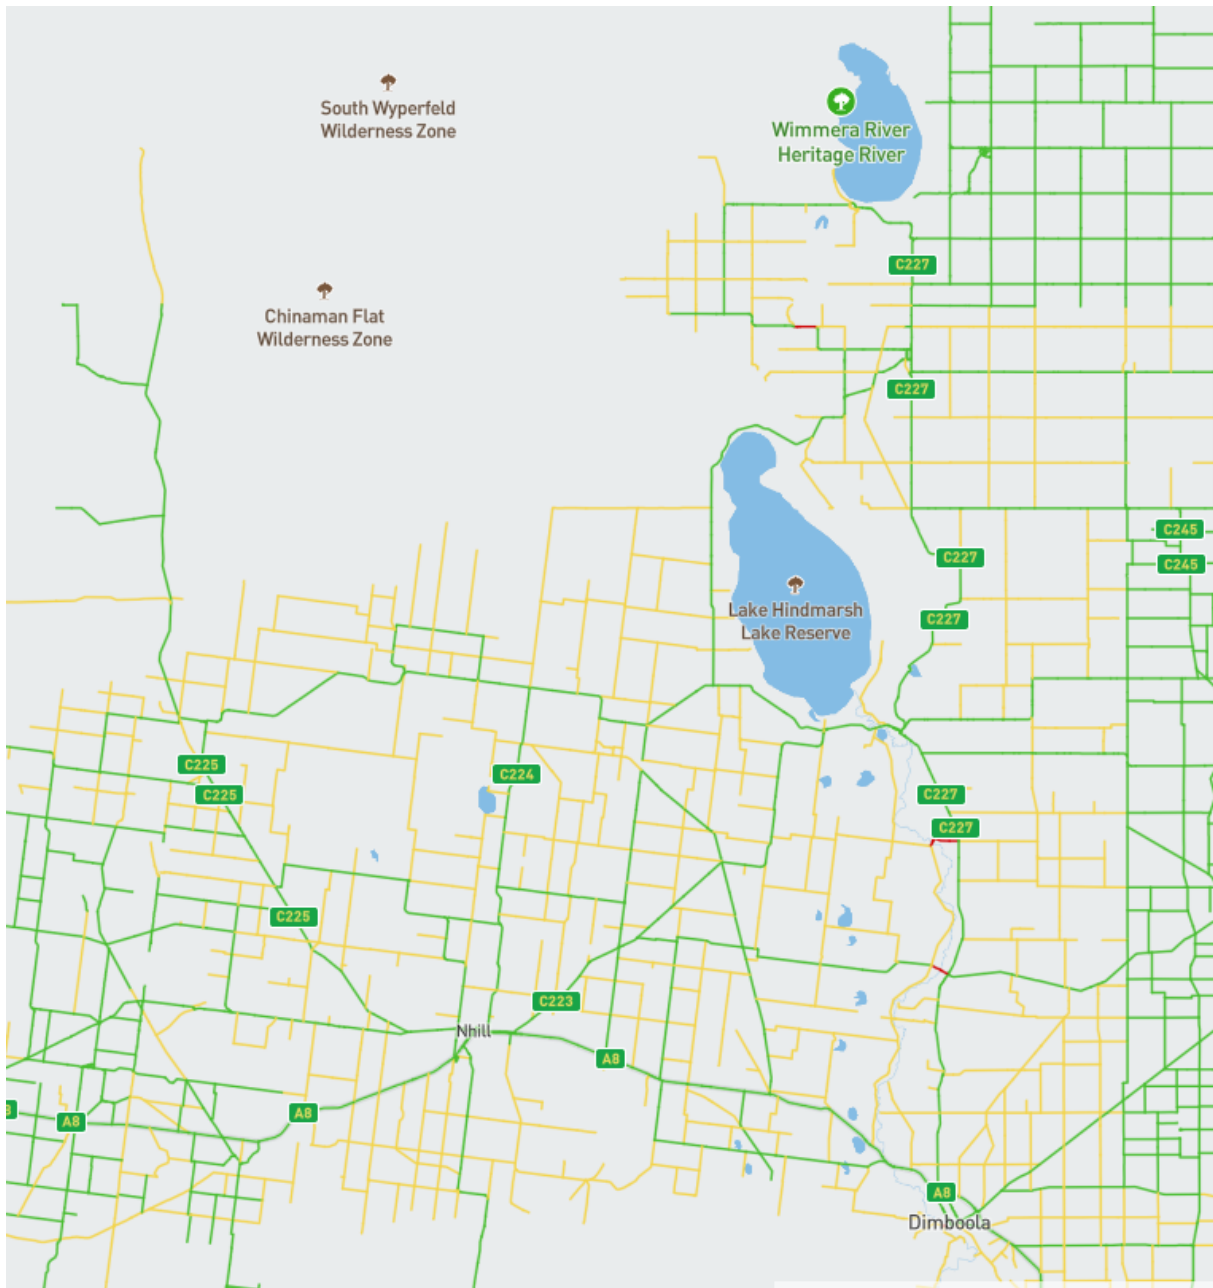 South Wyperfeld
Wilderness Zone
Wimmera River
Heritage River
C227
Chinaman Flat
Wilderness Zone
C227
C245
C227
C245
Lake Hindmarsh
Lake Reserve
C227
C225
C224
C225
C227
C227
C225
C223
Nhill
A8
8
A8
A8
A8
Dimboola